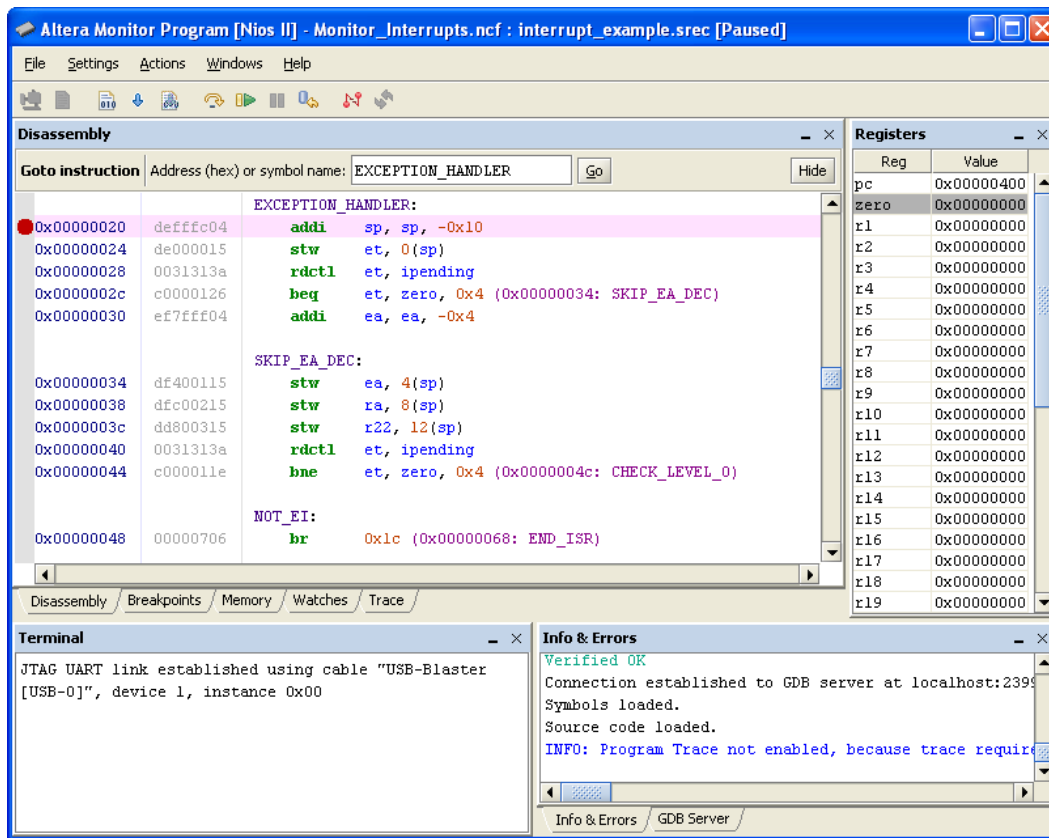 Altera Monitor Program [Nios II] - Monitor_Interrupts.ncf : interrupt_example.srec [Paused]
File Settings Actions Windows Help
Disassembly
Goto instruction Address (hex) or symbol name: EXCEPTION_HANDLER Go Hide
EXCEPTION_HANDLER:
0x00000020 defffc04 addi sp, sp, -0x10
0x00000024 de000015 stw et, 0(sp)
0x00000028 0031313a rdctl et, ipending
0x0000002c c0000126 beq et, zero, 0x4 (0x00000034: SKIP_EA_DEC)
0x00000030 ef7fff04 addi ea, ea, -0x4
SKIP_EA_DEC:
0x00000034 df400115 stw ea, 4(sp)
0x00000038 dfc00215 stw ra, 8(sp)
0x0000003c dd800315 stw r22, 12(sp)
0x00000040 0031313a rdctl et, ipending
0x00000044 c000011e bne et, zero, 0x4 (0x0000004c: CHECK_LEVEL_0)
NOT_EI:
0x00000048 00000706 br 0x1c (0x00000068: END_ISR)
Disassembly Breakpoints Memory Watches Trace
Registers
Reg Value
pc 0x00000400
zero 0x00000000
r1 0x00000000
r2 0x00000000
r3 0x00000000
r4 0x00000000
r5 0x00000000
r6 0x00000000
r7 0x00000000
r8 0x00000000
r9 0x00000000
r10 0x00000000
r11 0x00000000
r12 0x00000000
r13 0x00000000
r14 0x00000000
r15 0x00000000
r16 0x00000000
r17 0x00000000
r18 0x00000000
r19 0x00000000
Terminal
JTAG UART link established using cable "USB-Blaster
[USB-0]", device 1, instance 0x00
Info & Errors
Verified OK
Connection established to GDB server at localhost:2399
Symbols loaded.
Source code loaded.
INFO: Program Trace not enabled, because trace require
Info & Errors GDB Server